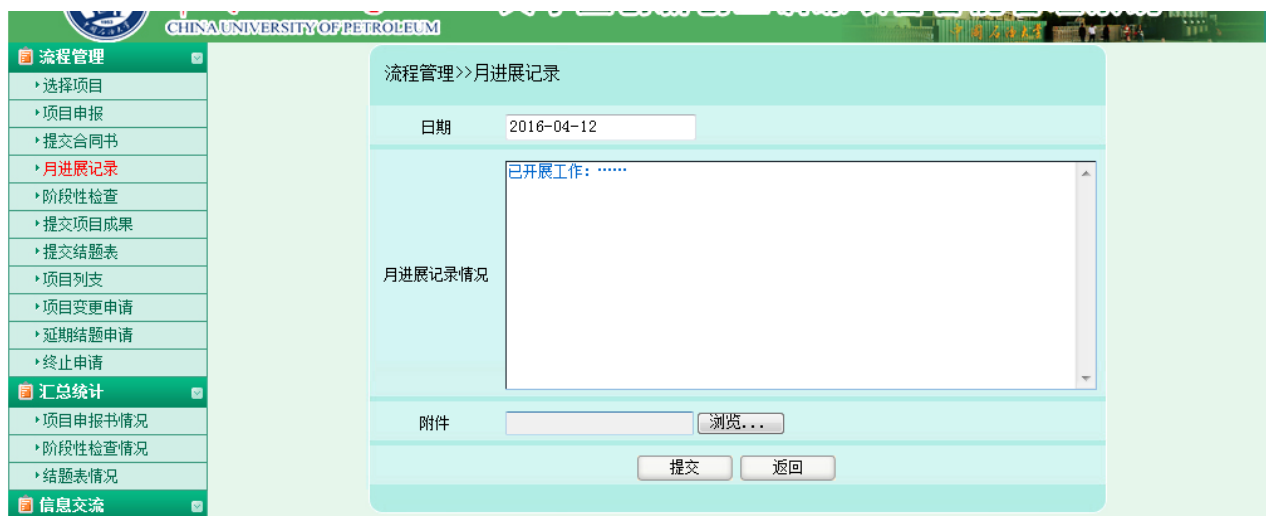 CHINA UNIVERSITY OF PETROLEUM
流程管理
选择项目
项目申报
提交合同书
月进展记录
阶段性检查
提交项目成果
提交结题表
项目列支
项目变更申请
延期结题申请
终止申请
汇总统计
项目申报书情况
阶段性检查情况
结题表情况
信息交流
流程管理>>月进展记录
日期 2016-04-12
月进展记录情况 已开展工作：……
附件 浏览...
提交 返回